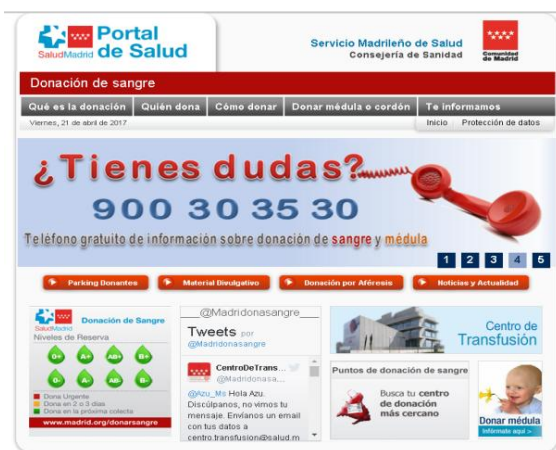 SaludMadrid
Portal
de Salud
Servicio Madrileño de Salud
Consejería de Sanidad
Comunidad
de Madrid
Donación de sangre
Qué es la donación Quién dona Cómo donar Donar médula o cordón Te informamos
Viernes, 21 de abril de 2017 Inicio Protección de datos
¿Tienes dudas?
900 30 35 30
Teléfono gratuito de información sobre donación de sangre y médula
1 2 3 4 5
Parking Donantes Material Divulgativo Donación por Aféresis Noticias y Actualidad
SaludMadrid
Donación de Sangre
Niveles de Reserva
0+ A+ AB+ B+
0- A- AB- B-
Dona Urgente
Dona en 2 o 3 días
Dona en la próxima colecta
www.madrid.org/donarsangre
@Madridonasangre
Tweets por
@Madridonasangre
CentroDeTrans...
@Madridonasa...
@Azu_Ms Hola Azu.
Discúlpanos, no vimos tu
mensaje. Envíanos un email
con tus datos a
centro.transfusion@salud.m
Centro de
Transfusión
Puntos de donación de sangre
Busca tu centro
de donación
más cercano
Donar médula
Infórmate aquí >